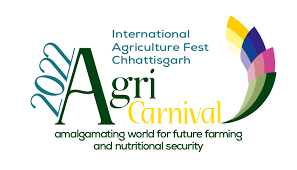 International
Agriculture Fest
Chhattisgarh
2022
Agri
Carnival
amalgamating world for future farming
and nutritional security